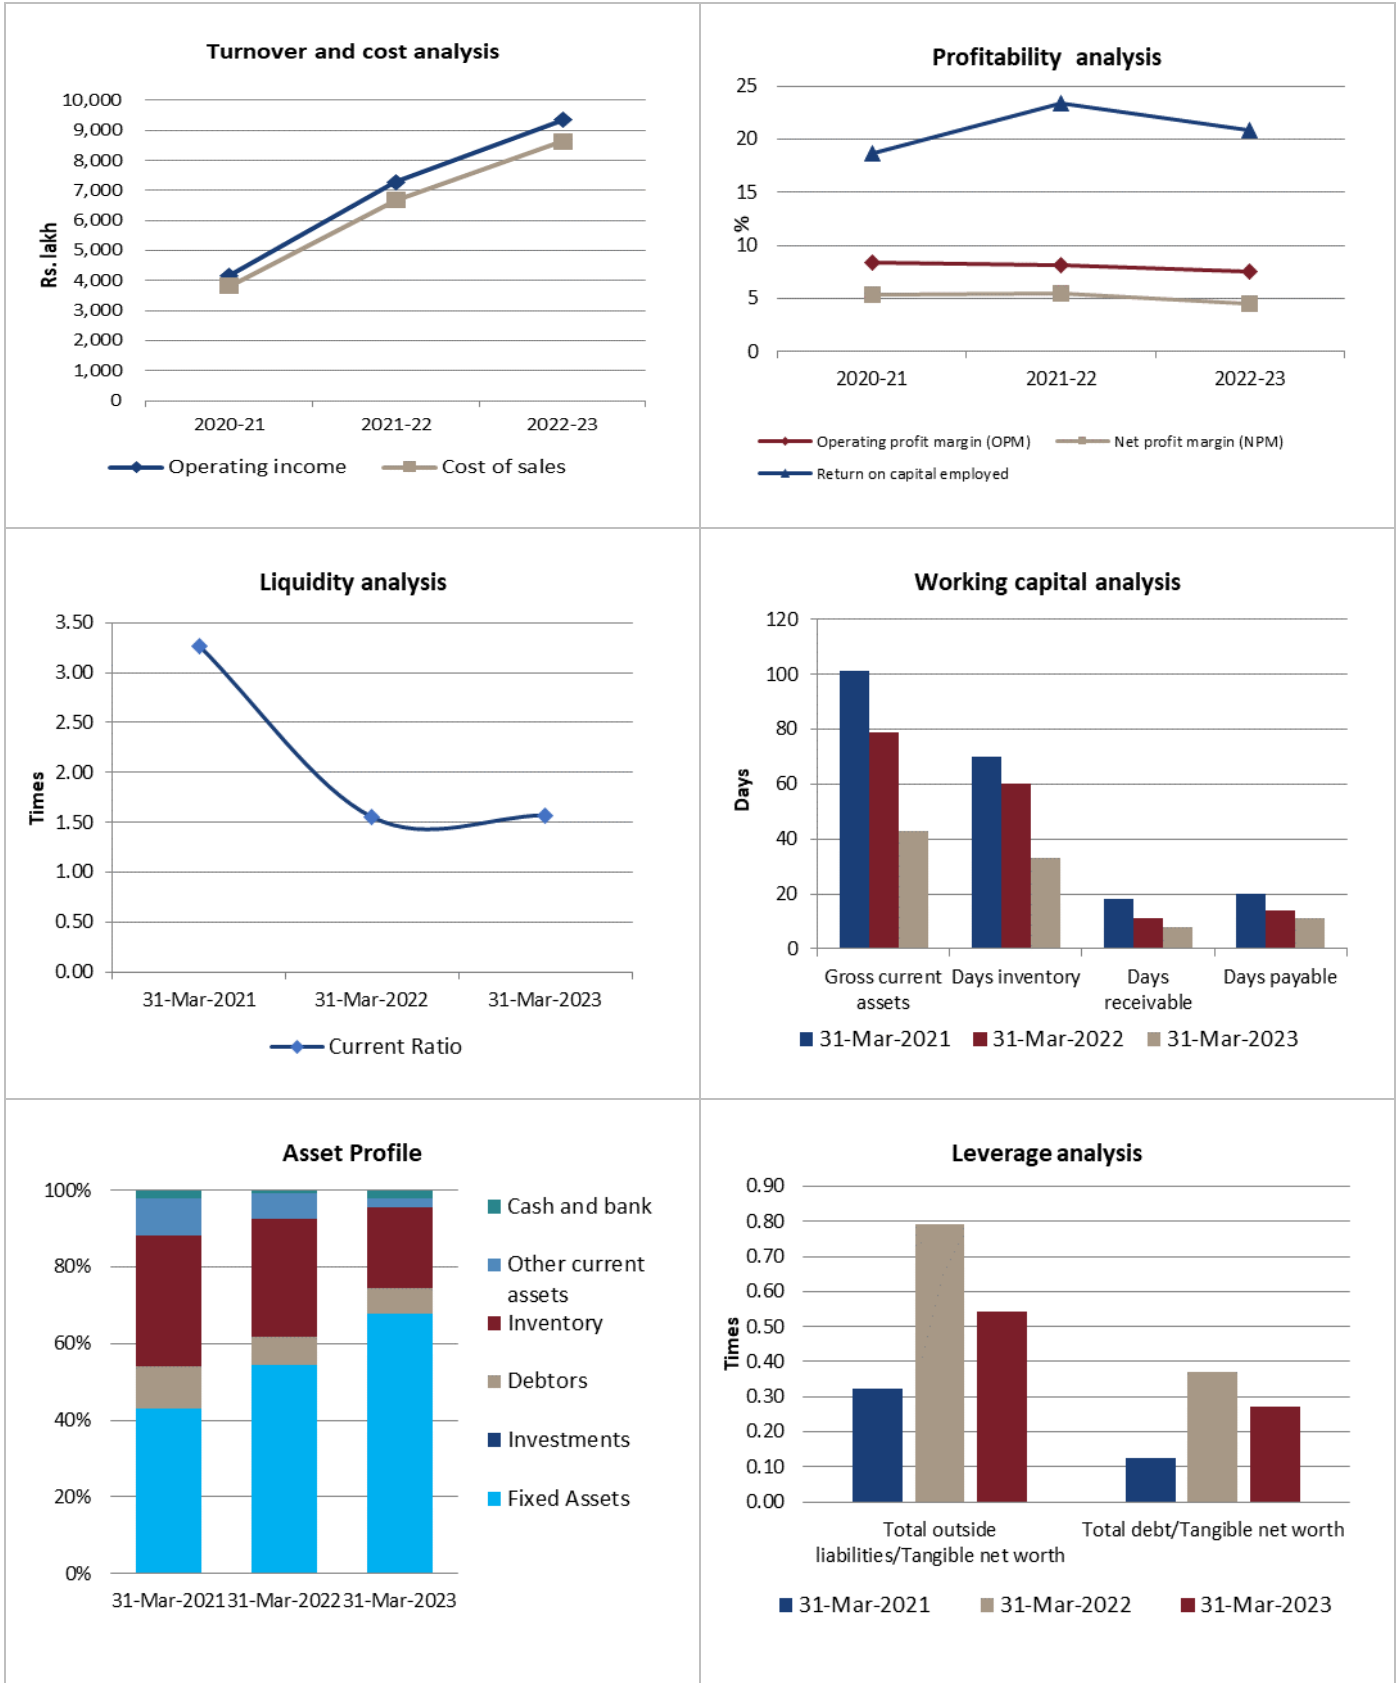 Turnover and cost analysis
10,000
9,000
8,000
7,000
6,000
5,000
4,000
3,000
2,000
1,000
0
Rs. lakh
2020-21 2021-22 2022-23
Operating income Cost of sales
Profitability analysis
25
20
15
10
5
0
%
2020-21 2021-22 2022-23
Operating profit margin (OPM) Net profit margin (NPM)
Return on capital employed
Liquidity analysis
3.50
3.00
2.50
2.00
1.50
1.00
0.50
0.00
Times
31-Mar-2021 31-Mar-2022 31-Mar-2023
Current Ratio
Working capital analysis
120
100
80
60
40
20
0
Days
Gross current Days inventory Days Days payable
assets receivable
31-Mar-2021 31-Mar-2022 31-Mar-2023
Asset Profile
100%
80%
60%
40%
20%
0%
31-Mar-2021 31-Mar-2022 31-Mar-2023
Cash and bank
Other current
assets
Inventory
Debtors
Investments
Fixed Assets
Leverage analysis
0.90
0.80
0.70
0.60
0.50
0.40
0.30
0.20
0.10
0.00
Times
Total outside Total debt/Tangible net worth
liabilities/Tangible net worth
31-Mar-2021 31-Mar-2022 31-Mar-2023